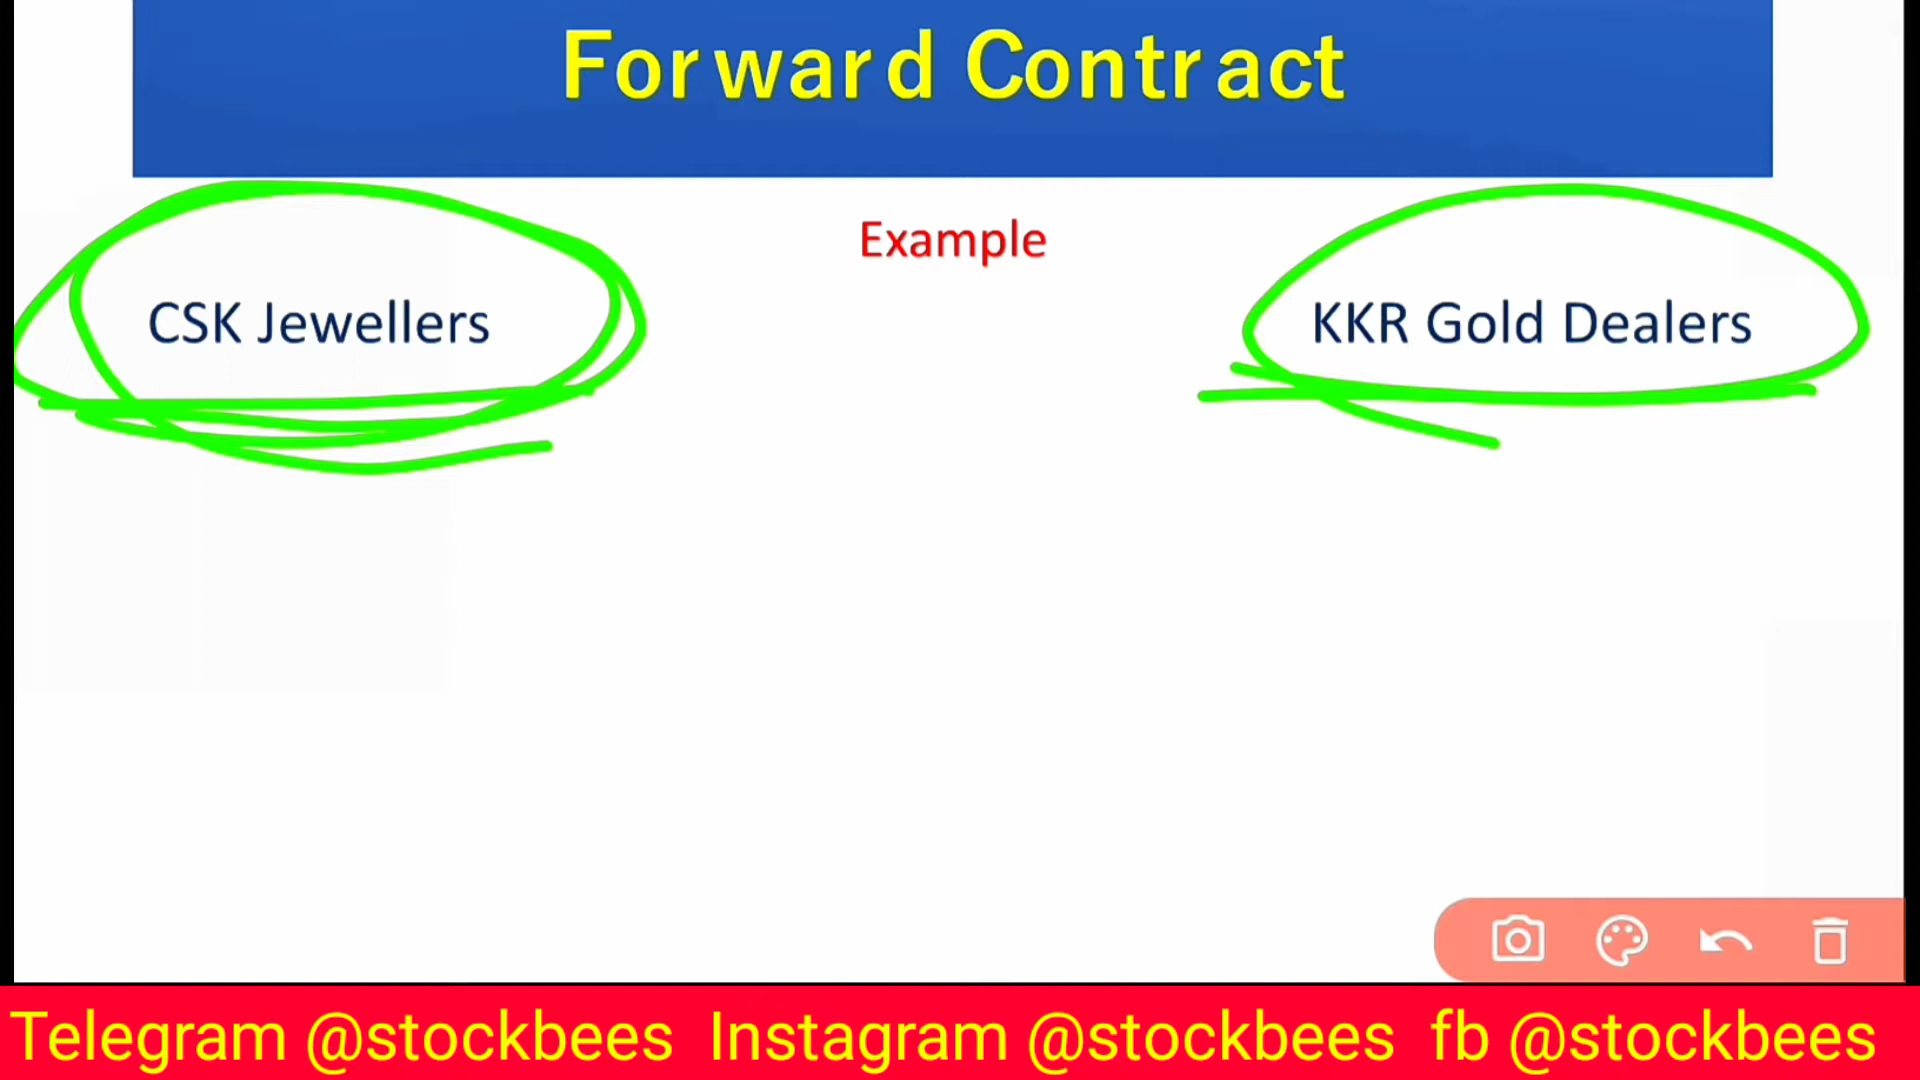 Forward Contract
Example
CSK Jewellers
KKR Gold Dealers
Telegram @stockbees Instagram @stockbees fb @stockbees